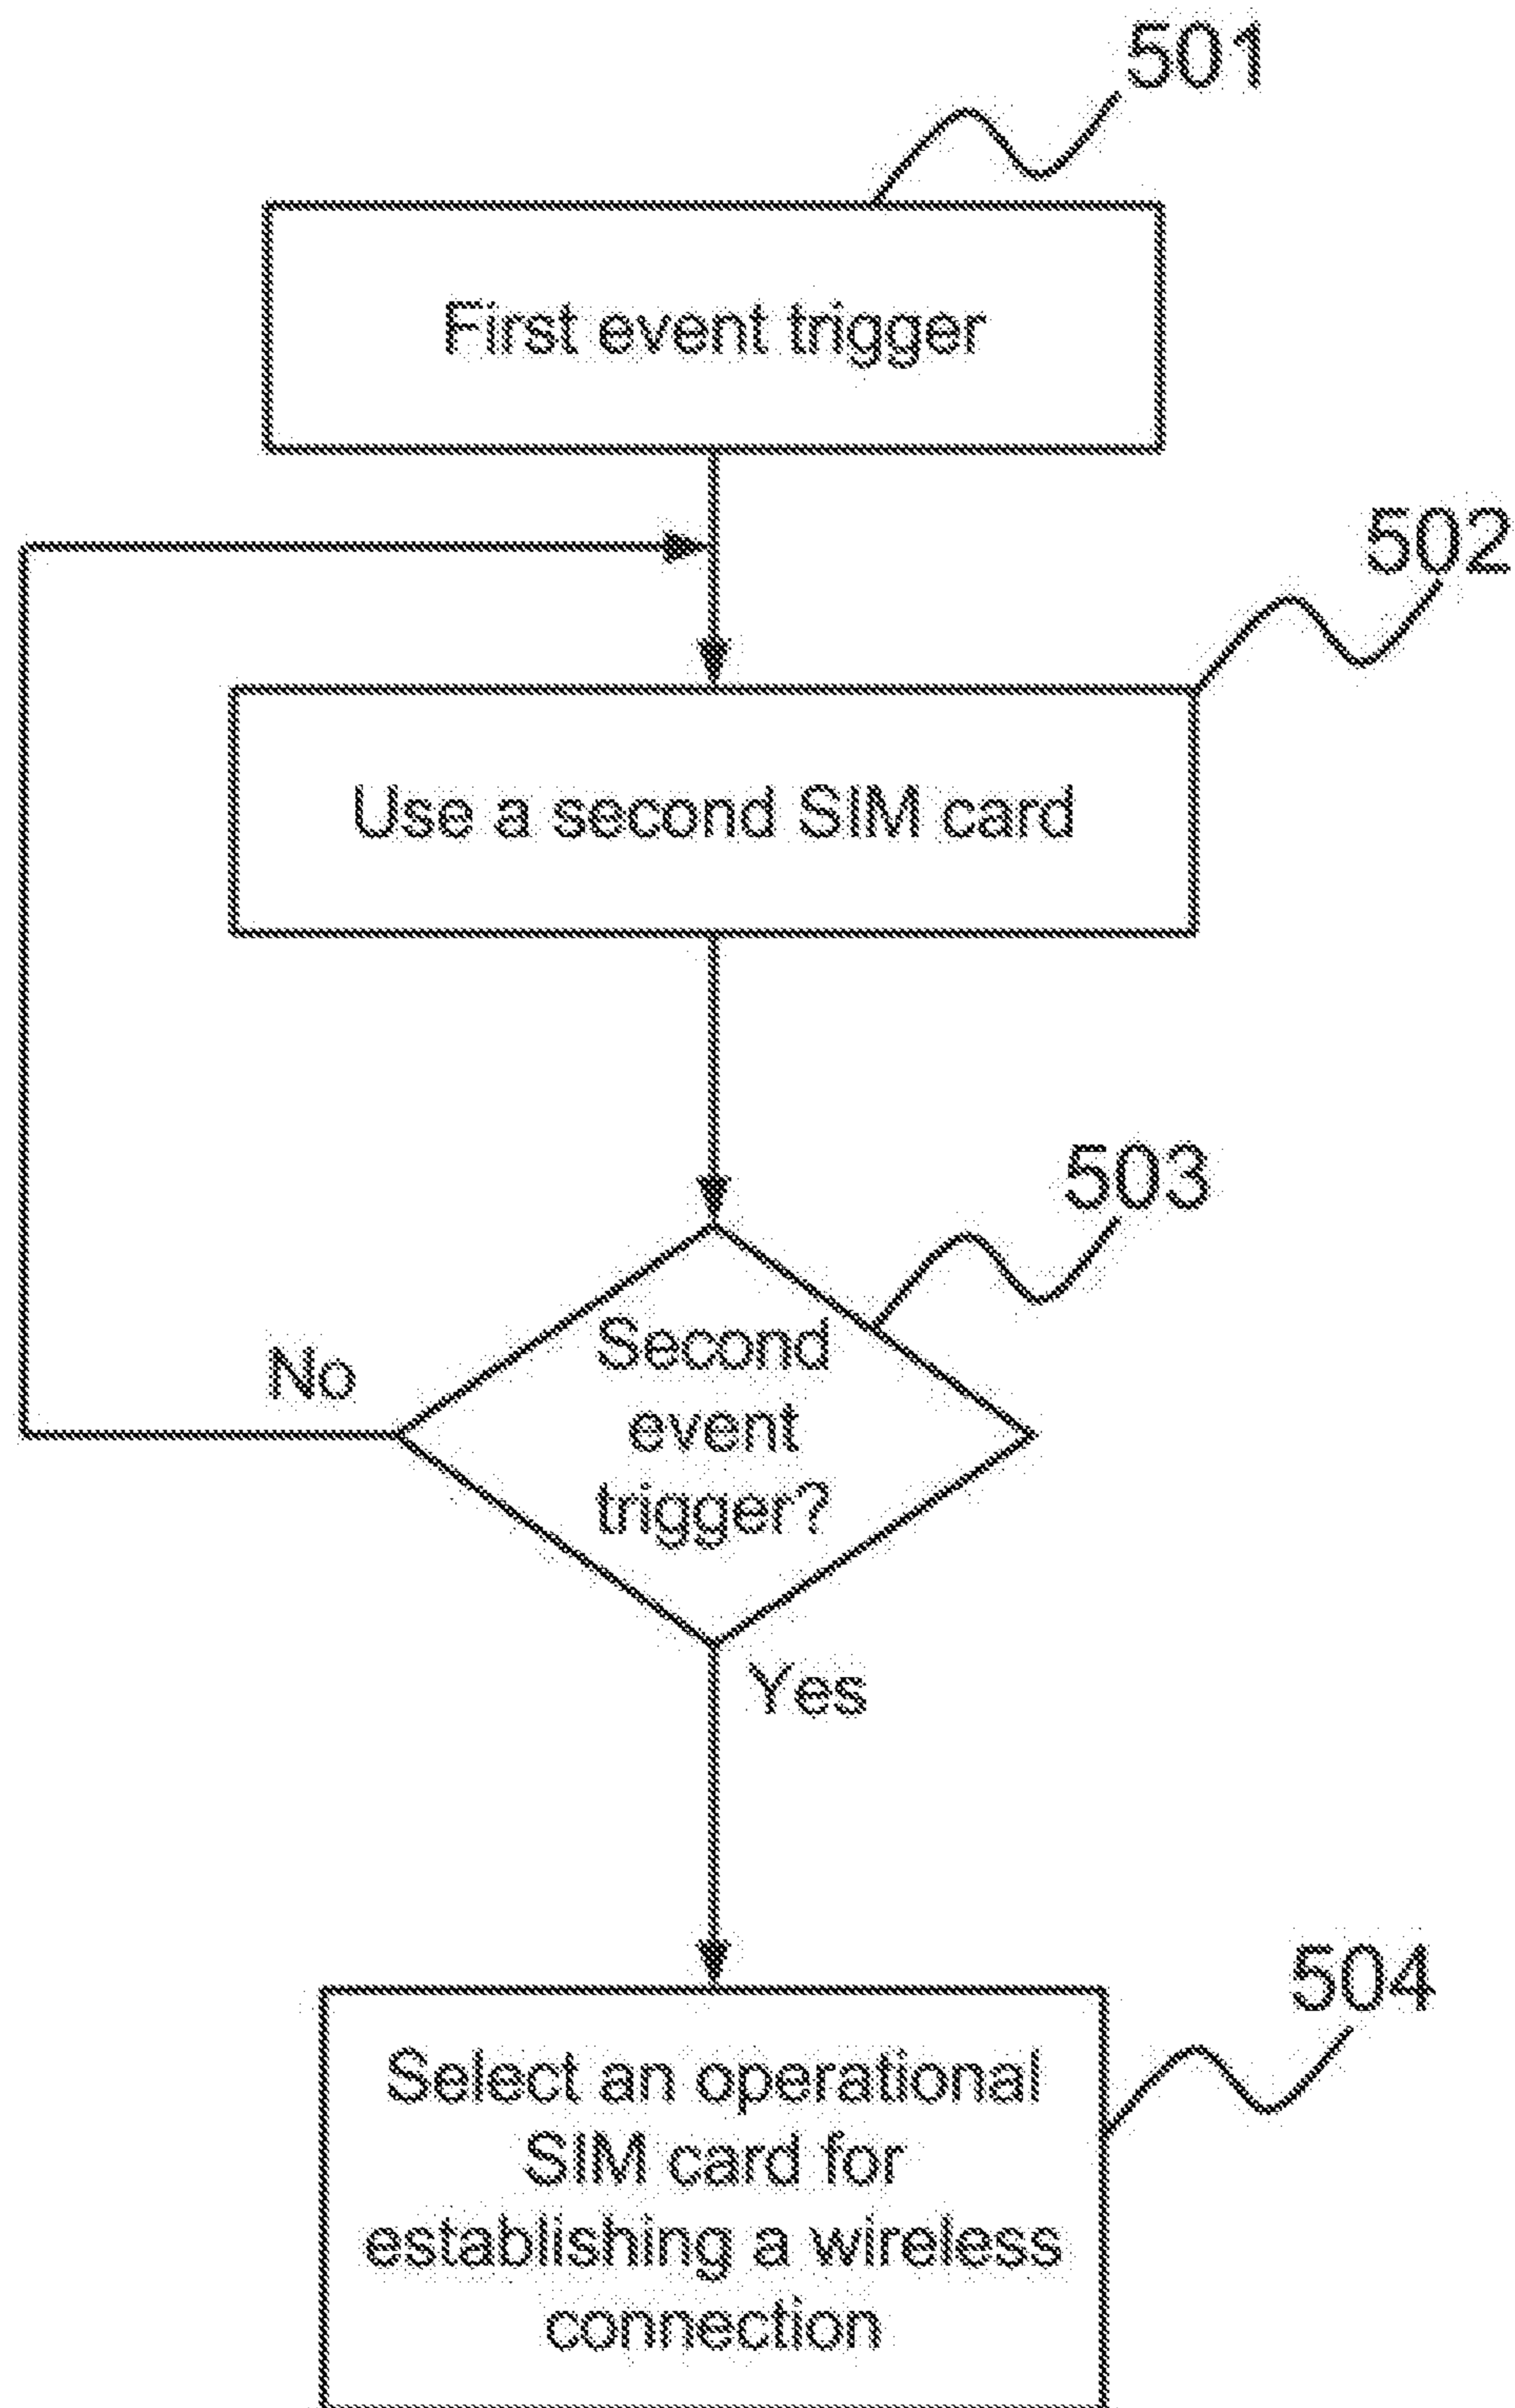 501
First event trigger
502
Use a second SIM card
503
Second
event
trigger?
No
Yes
504
Select an operational
SIM card for
establishing a wireless
connection